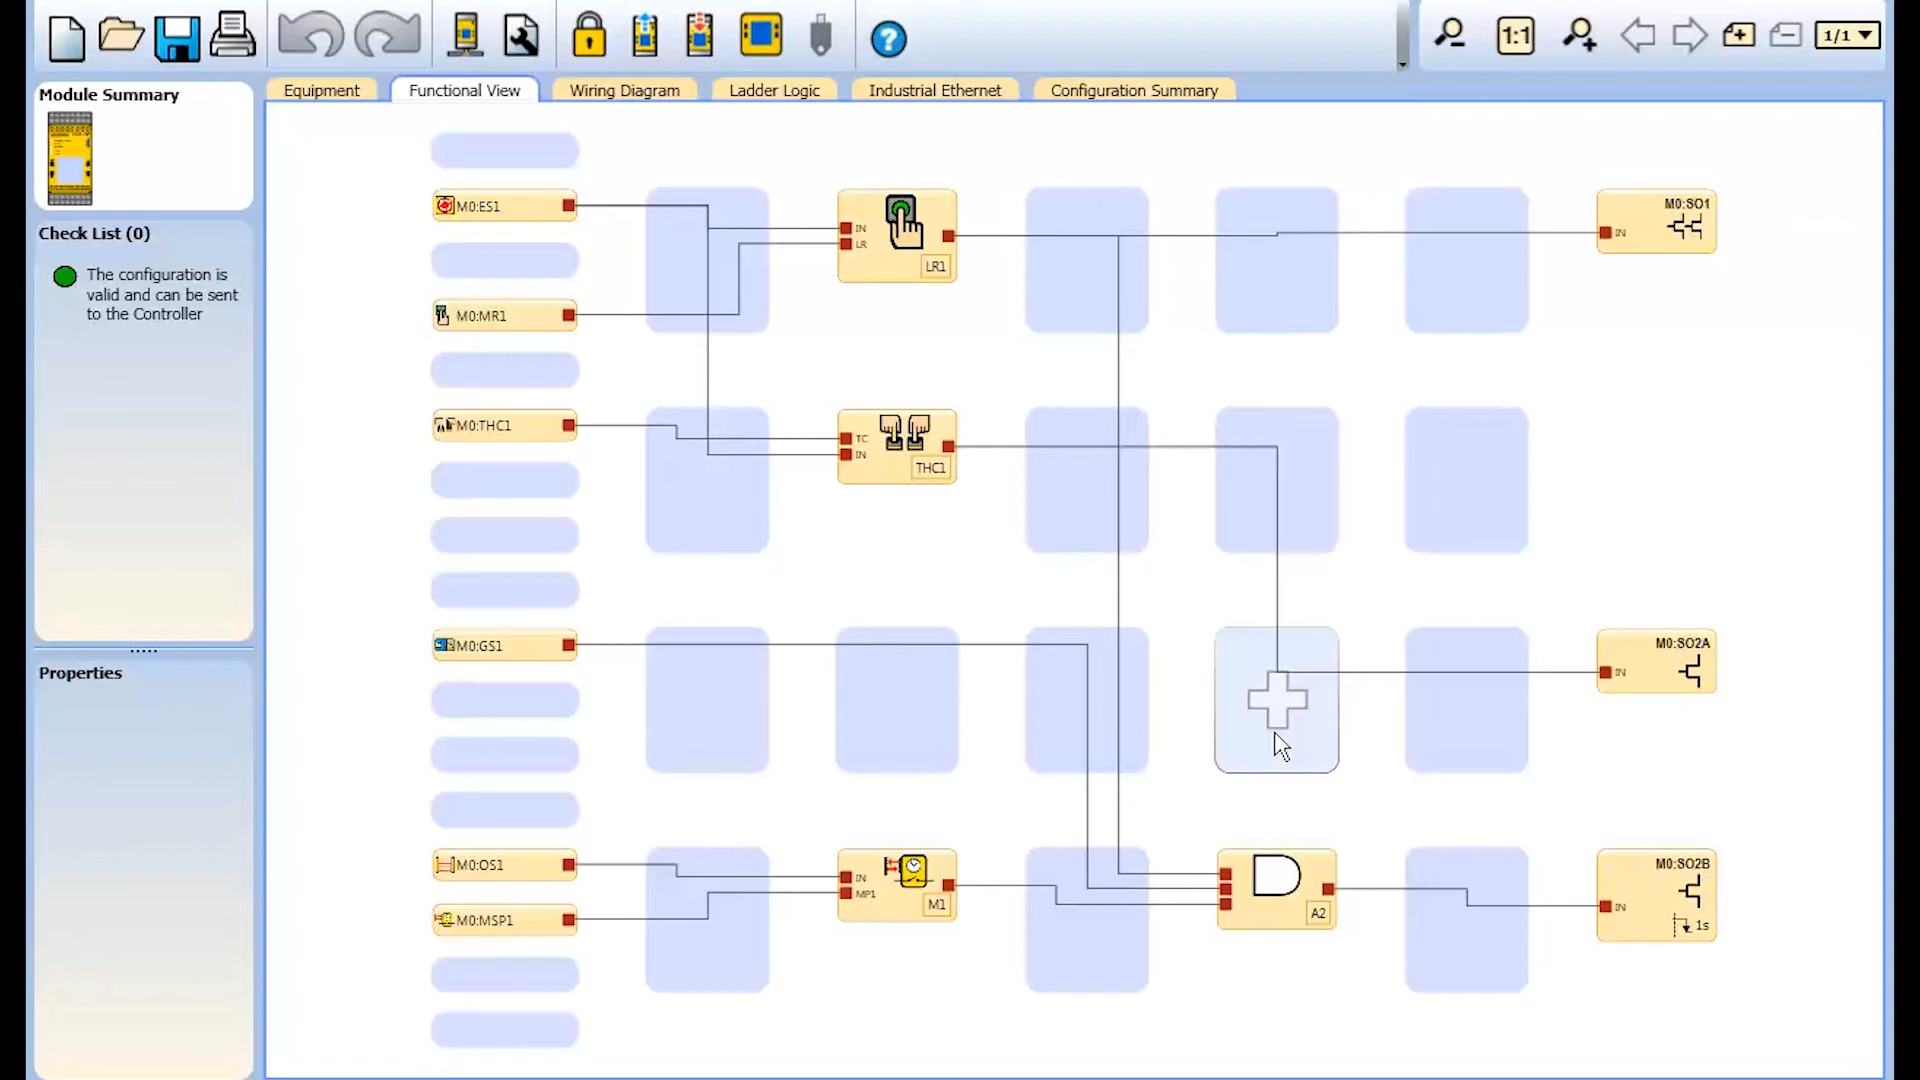 1:1
1/1
Module Summary
Equipment
Functional View
Wiring Diagram
Ladder Logic
Industrial Ethernet
Configuration Summary
Check List (0)
The configuration is
valid and can be sent
to the Controller
Properties
M0:ES1
M0:MR1
M0:THC1
M0:GS1
M0:OS1
M0:MSP1
IN
LR
LR1
TC
IN
THC1
IN
MP1
M1
A2
M0:SO1
IN
M0:SO2A
IN
M0:SO2B
IN
1s